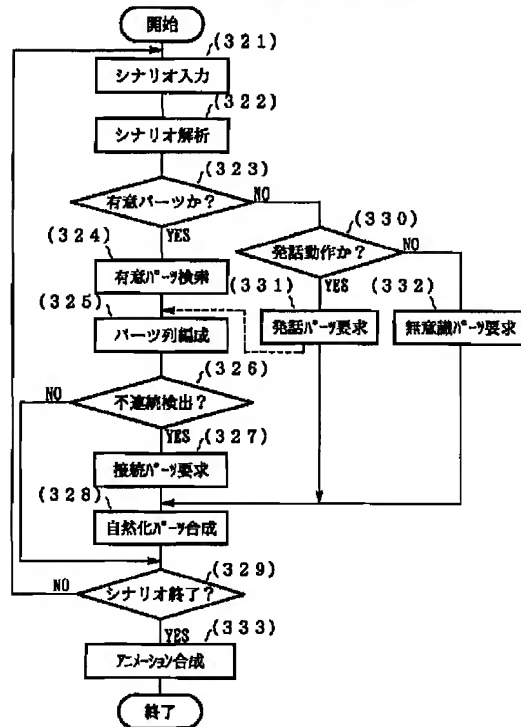 開始
(321)
シナリオ入力
(322)
シナリオ解析
(323)
有意パーツか?
NO
(330)
(324)
YES
発話動作か?
NO
有意パーツ検索
(331)
YES
(332)
(325)
パーツ列編成
発話パーツ要求
無意識パーツ要求
(326)
NO
不連続検出?
YES
(327)
接続パーツ要求
(328)
自然化パーツ合成
(329)
NO
シナリオ終了?
YES
(333)
アニメーション合成
終了